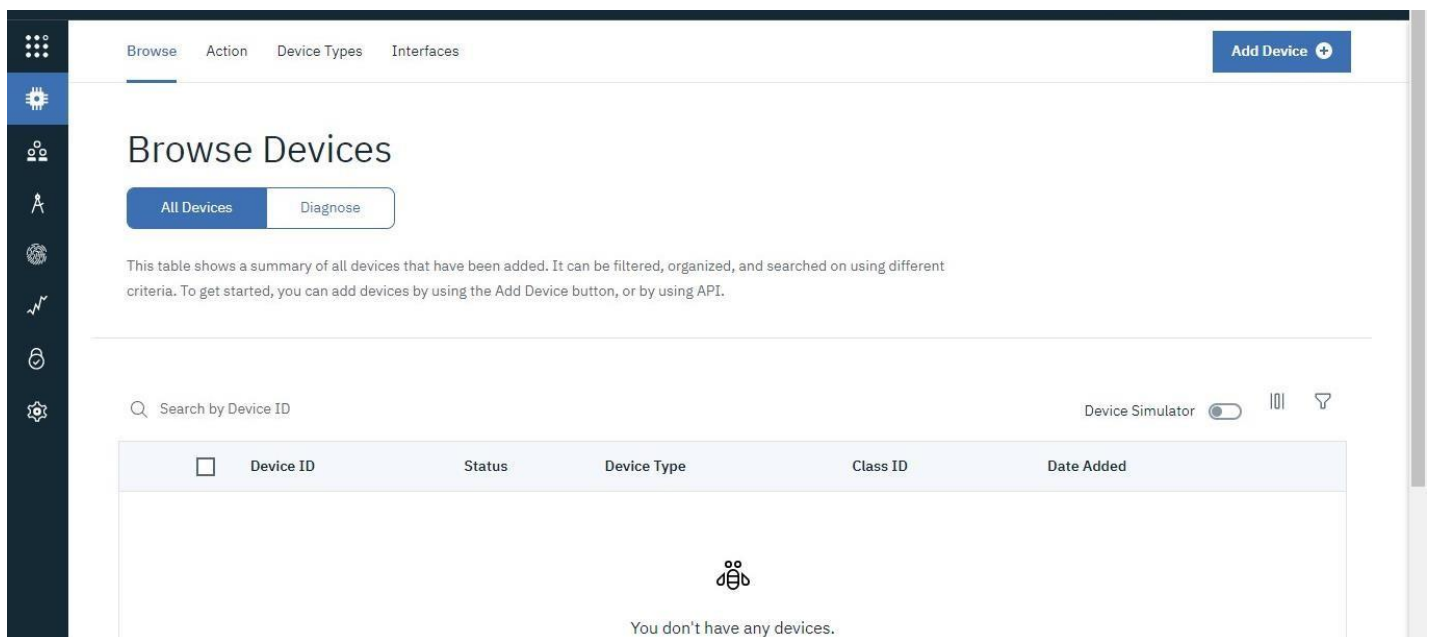 Browse Action Device Types Interfaces Add Device
Browse Devices
All Devices Diagnose
This table shows a summary of all devices that have been added. It can be filtered, organized, and searched on using different
criteria. To get started, you can add devices by using the Add Device button, or by using API.
Search by Device ID Device Simulator
Device ID Status Device Type Class ID Date Added
You don't have any devices.